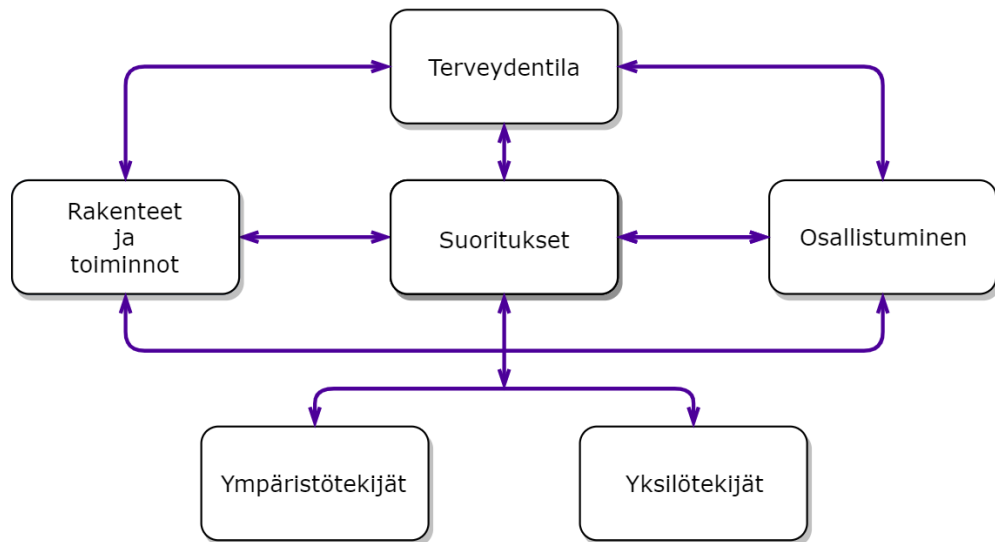 Terveydentila
Rakenteet
ja
toiminnot
Suoritukset
Osallistuminen
Ympäristötekijät
Yksilötekijät